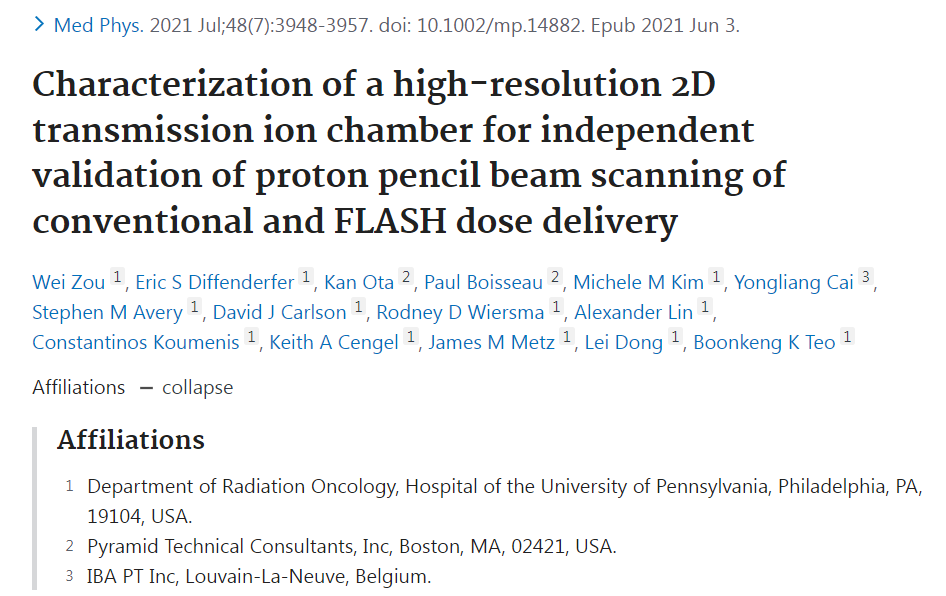 > Med Phys. 2021 Jul;48(7):3948-3957. doi: 10.1002/mp.14882. Epub 2021 Jun 3.
Characterization of a high-resolution 2D
transmission ion chamber for independent
validation of proton pencil beam scanning of
conventional and FLASH dose delivery
Wei Zou 1, Eric S Diffenderfer 1, Kan Ota 2, Paul Boisseau 2, Michele M Kim 1, Yongliang Cai 3,
Stephen M Avery 1, David J Carlson 1, Rodney D Wiersma 1, Alexander Lin 1,
Constantinos Koumenis 1, Keith A Cengel 1, James M Metz 1, Lei Dong 1, Boonkeng K Teo 1
Affiliations — collapse
Affiliations
1 Department of Radiation Oncology, Hospital of the University of Pennsylvania, Philadelphia, PA,
19104, USA.
2 Pyramid Technical Consultants, Inc, Boston, MA, 02421, USA.
3 IBA PT Inc, Louvain-La-Neuve, Belgium.